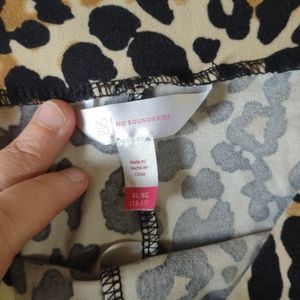 NO BOUNDARIES
Made in/
Hecho en
China
XL/XG
(15-17)